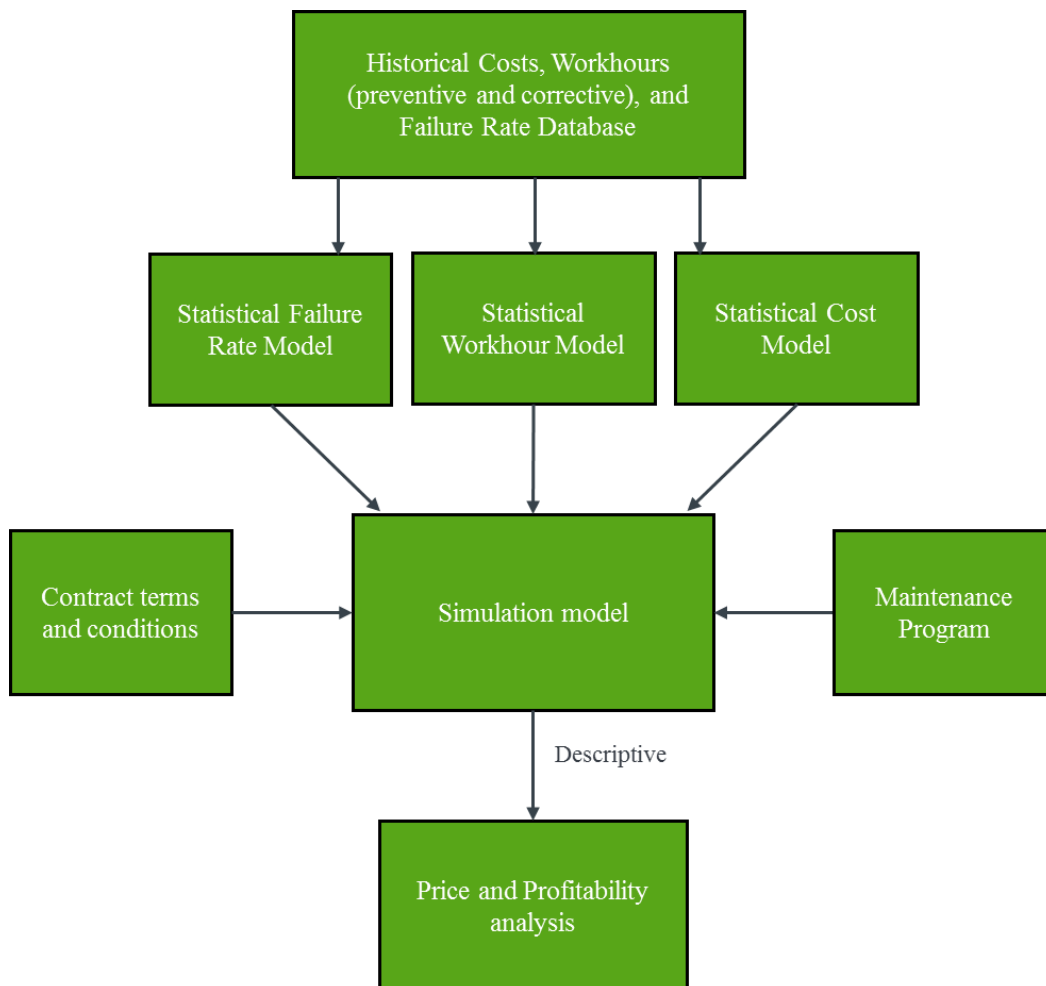 Historical Costs, Workhours
(preventive and corrective), and
Failure Rate Database
Statistical Failure
Rate Model
Statistical
Workhour Model
Statistical Cost
Model
Contract terms
and conditions
Simulation model
Maintenance
Program
Descriptive
Price and Profitability
analysis